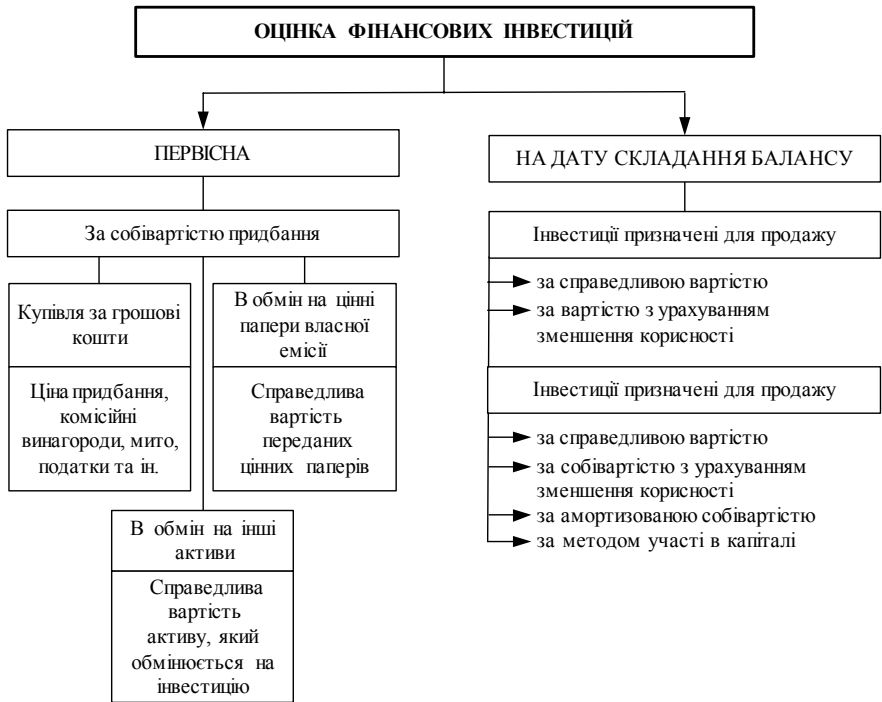 ОЦІНКА ФІНАНСОВИХ ІНВЕСТИЦІЙ
ПЕРВІСНА
За собівартістю придбання
Купівля за грошові
кошти
Ціна придбання,
комісійні
винагороди, мито,
податки та ін.
В обмін на цінні
папери власної
емісії
Справедлива
вартість
переданих
цінних паперів
В обмін на інші
активи
Справедлива
вартість
активу, який
обмінюється на
інвестицію
НА ДАТУ СКЛАДАННЯ БАЛАНСУ
Інвестиції призначені для продажу
за справедливою вартістю
за вартістю з урахуванням
зменшення корисності
Інвестиції призначені для продажу
за справедливою вартістю
за собівартістю з урахуванням
зменшення корисності
за амортизованою собівартістю
за методом участі в капіталі